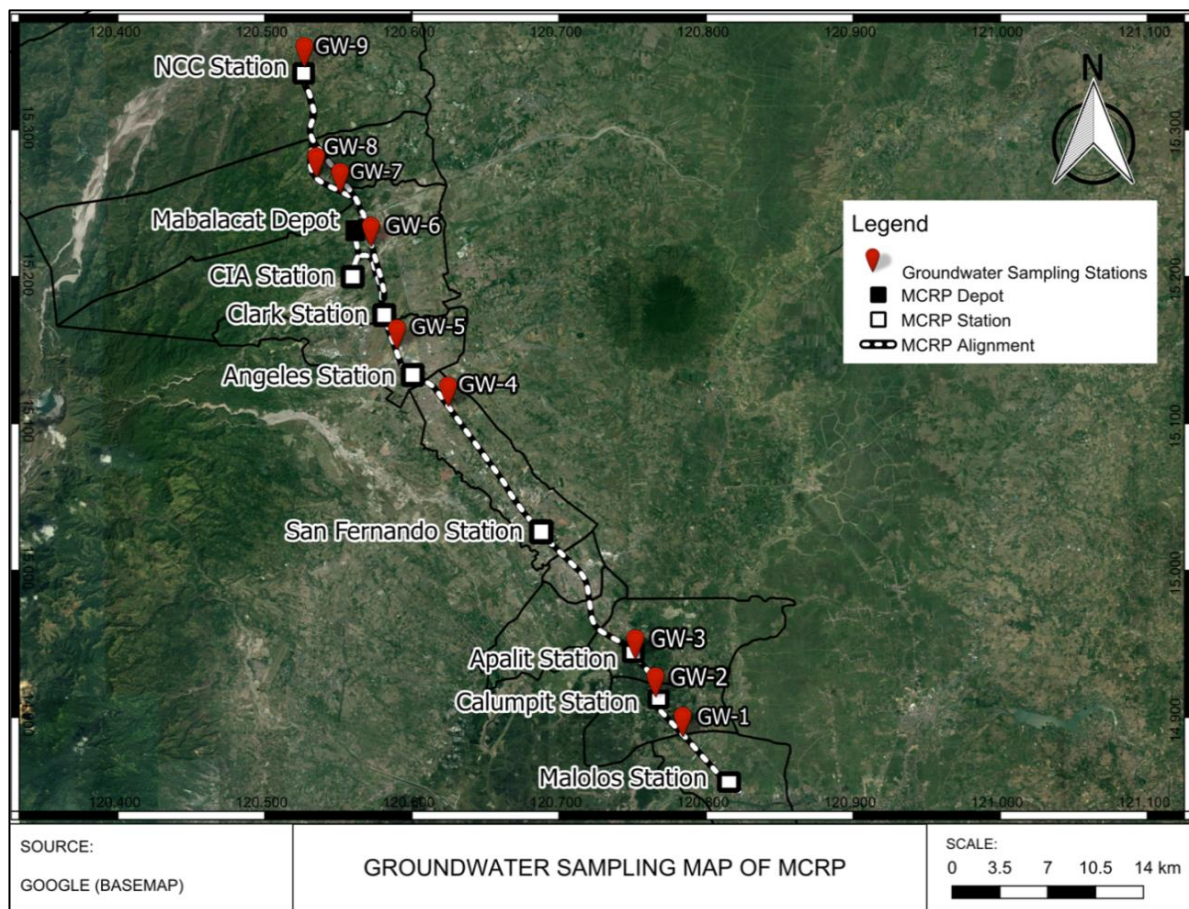 120.400 120.500 120.600 120.700 120.800 120.900 121.000 121.100
GW-9
NCC Station
N
15.300
15.300
GW-8
GW-7
Mabalacat Depot
GW-6
CIA Station
15.200
15.200
Clark Station
GW-5
Angeles Station
GW-4
15.100
15.100
San Fernando Station
15.000
15.000
GW-3
Apalit Station
GW-2
Calumpit Station
GW-1
14.900
Malolos Station
120.400 120.500 120.600 120.700 120.800 120.900 121.000 121.100
Legend
Groundwater Sampling Stations
MCRP Depot
MCRP Station
MCRP Alignment
SOURCE:
GOOGLE (BASEMAP)
GROUNDWATER SAMPLING MAP OF MCRP
SCALE:
0 3.5 7 10.5 14 km